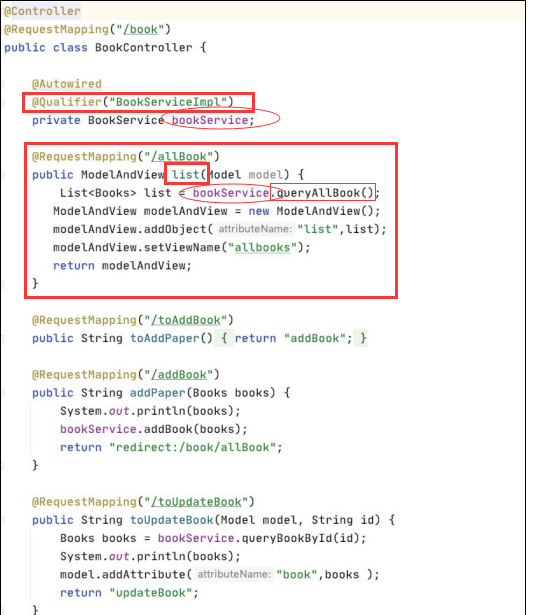 @Controller
@RequestMapping("/book")
public class BookController {
@Autowired
@Qualifier("BookServiceImpl")
private BookService bookService;
@RequestMapping("/allBook")
public ModelAndView list(Model model) {
List<Books> list = bookService.queryAllBook();
ModelAndView modelAndView = new ModelAndView();
modelAndView.addObject( attributeName: "list",list);
modelAndView.setViewName("allbooks");
return modelAndView;
}
@RequestMapping("/toAddBook")
public String toAddPaper() { return "addBook"; }
@RequestMapping("/addBook")
public String addPaper(Books books) {
System.out.println(books);
bookService.addBook(books);
return "redirect:/book/allBook";
}
@RequestMapping("/toUpdateBook")
public String toUpdateBook(Model model, String id) {
Books books = bookService.queryBookById(id);
System.out.println(books);
model.addAttribute( attributeName: "book",books );
return "updateBook";
}